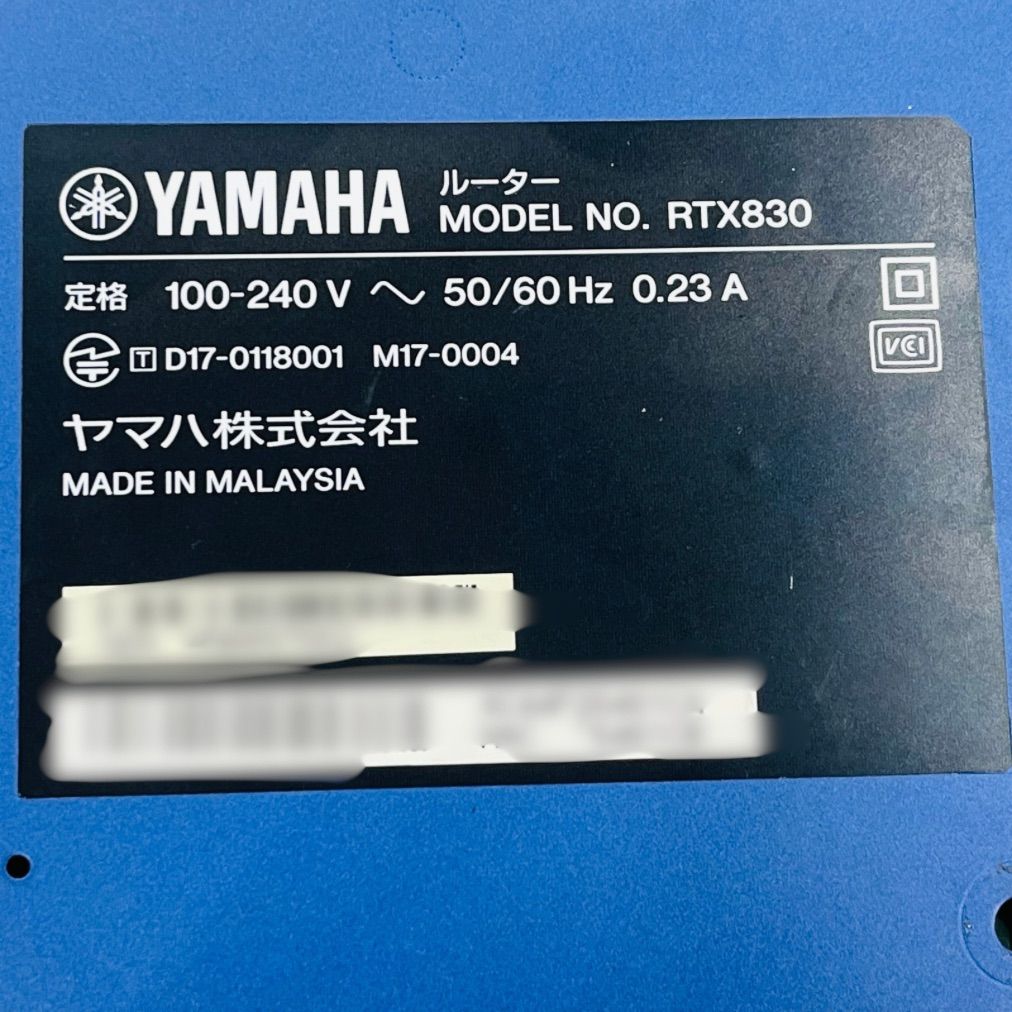 YAMAHA ルーター
MODEL NO. RTX830
定格 100-240 V ～ 50/60 Hz 0.23 A
T D17-0118001 M17-0004
VCCI
ヤマハ株式会社
MADE IN MALAYSIA